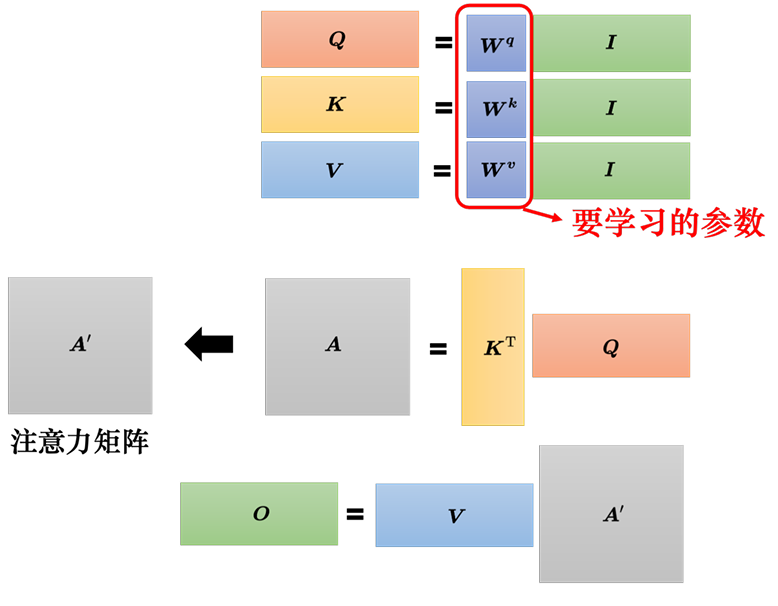 Q = W^q I
K = W^k I
V = W^v I
要学习的参数
A′ A = K^T Q
注意力矩阵
O = V A′